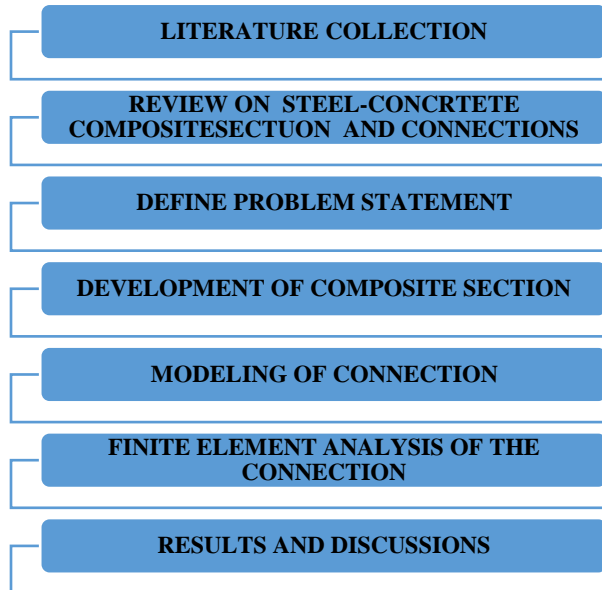 LITERATURE COLLECTION
REVIEW ON STEEL-CONCRTETE
COMPOSITESECTUON AND CONNECTIONS
DEFINE PROBLEM STATEMENT
DEVELOPMENT OF COMPOSITE SECTION
MODELING OF CONNECTION
FINITE ELEMENT ANALYSIS OF THE
CONNECTION
RESULTS AND DISCUSSIONS